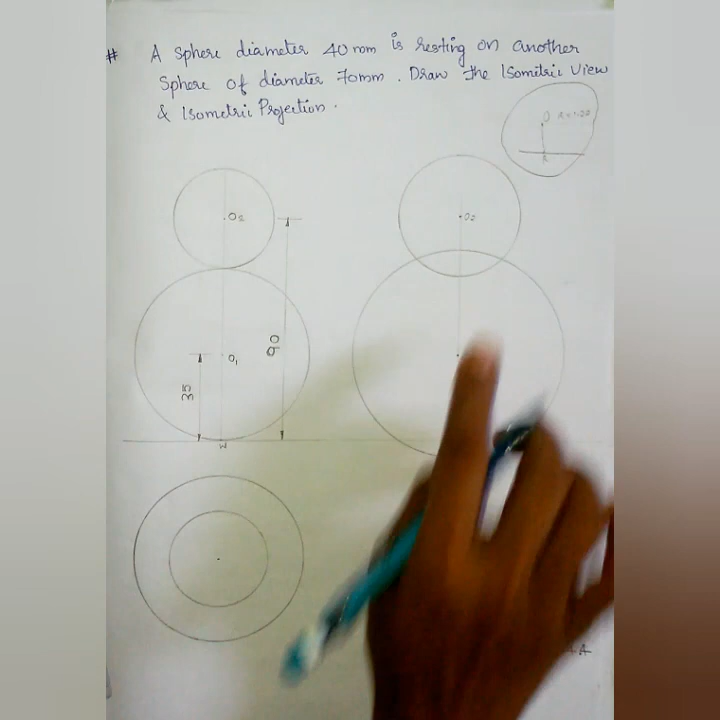 # A Sphere diameter 40 mm is resting on another
Sphere of diameter 70mm . Draw the Isometric View
& Isometric Projection .
R
O2
O2
90
O1
35
W
A